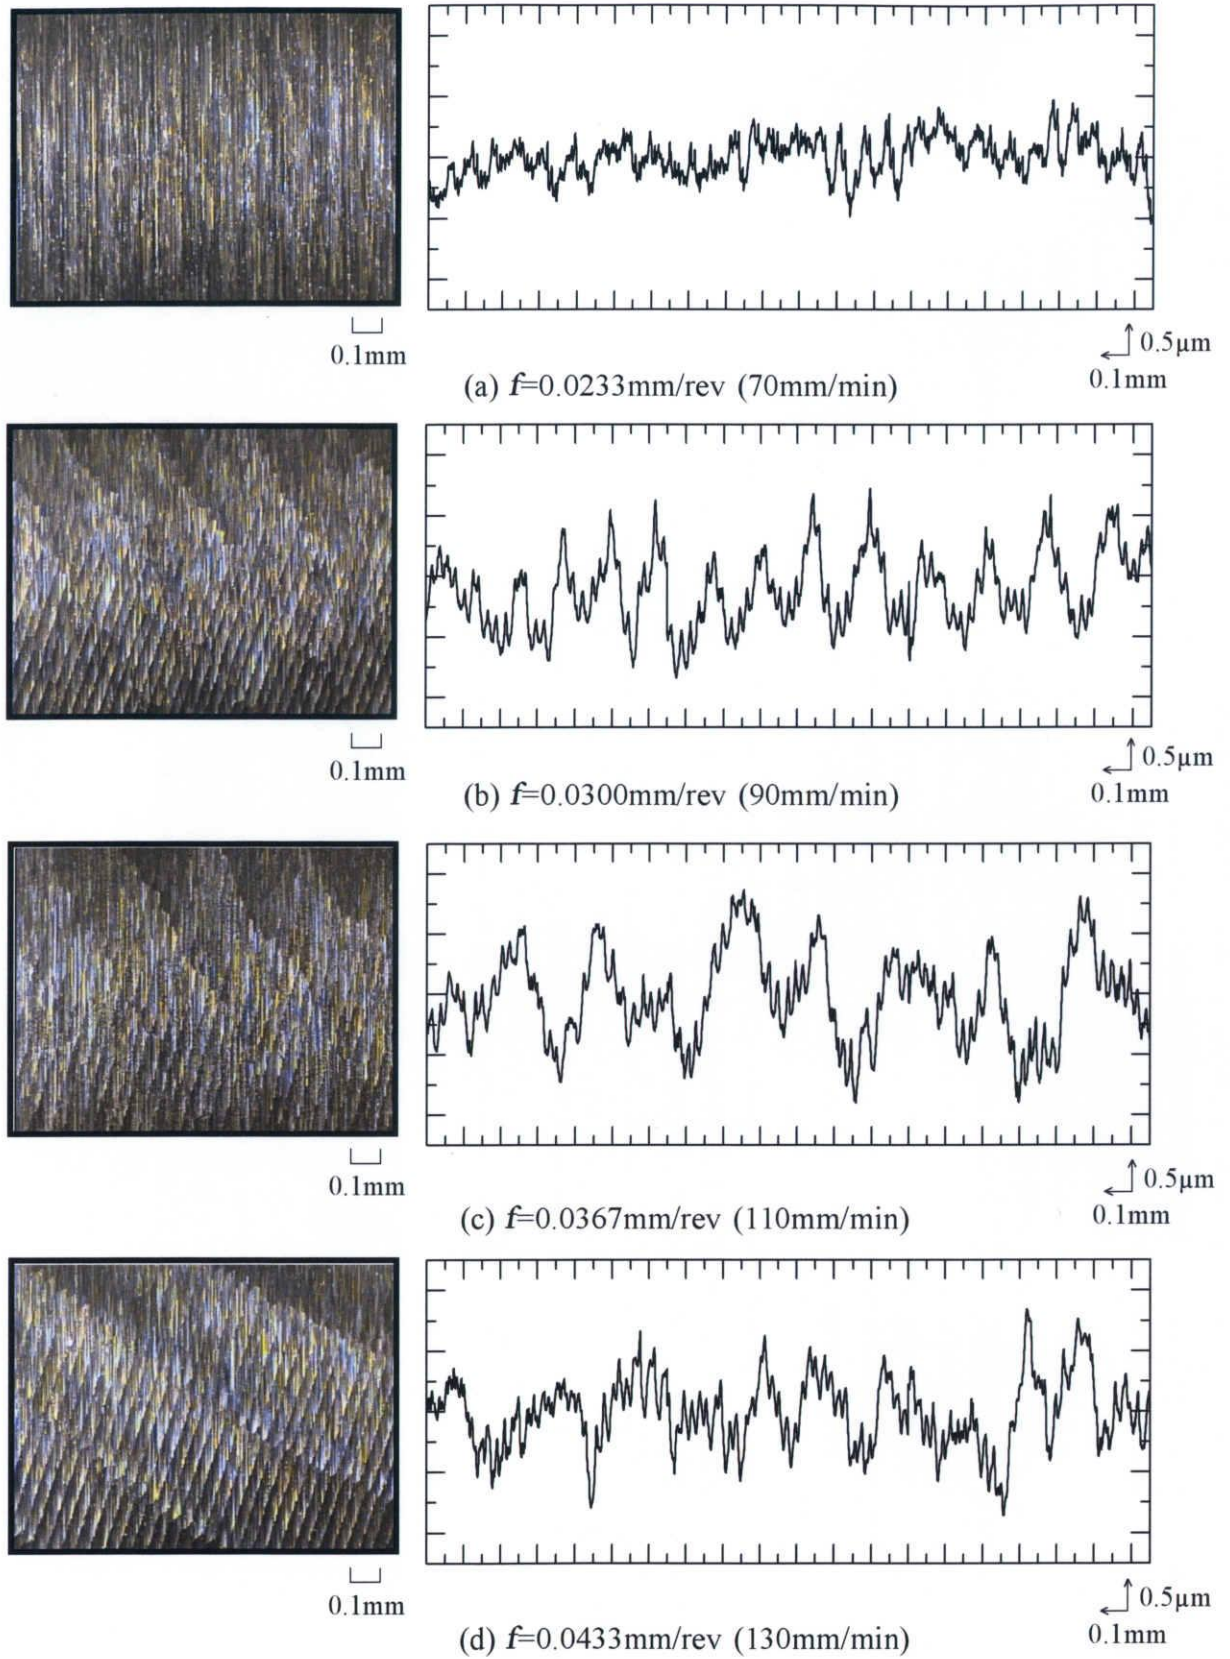 0.1mm
0.5μm
0.1mm
(a) f=0.0233mm/rev (70mm/min)
0.1mm
0.5μm
0.1mm
(b) f=0.0300mm/rev (90mm/min)
0.1mm
0.5μm
0.1mm
(c) f=0.0367mm/rev (110mm/min)
0.1mm
0.5μm
0.1mm
(d) f=0.0433mm/rev (130mm/min)